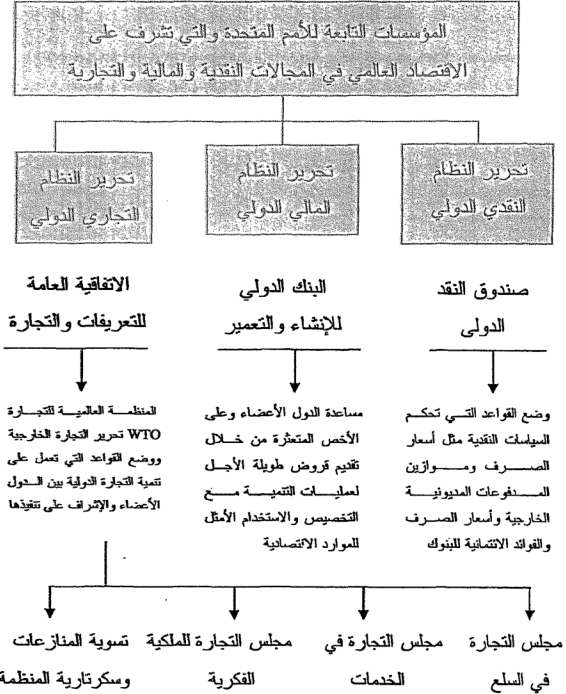 المؤسسات التابعة للأمم المتحدة والتي تشرف على
الاقتصاد العالمي في المجالات النقدية والمالية والتجارية
تحرير النظام
النقدي الدولي
تحرير النظام
المالي الدولي
تحرير النظام
التجاري الدولي
صندوق النقد
الدولى
البنك الدولي
للإنشاء والتعمير
الاتفاقية العامة
للتعريفات والتجارة
وضع القواعد التي تحكم
السياسات النقدية مثل أسعار
الصرف وموازين
المدفوعات المديونية
الخارجية وأسعار الصرف
والفوائد الائتمانية للبنوك
مساعدة الدول الأعضاء وعلى
الأخص المتعثرة من خلال
تقديم قروض طويلة الأجل
لعمليات التنمية مع
التخصيص والاستخدام الأمثل
للموارد الاقتصادية
المنظمة العالمية للتجارة
WTO تحرير التجارة الخارجية
ووضع القواعد التي تعمل على
تنمية التجارة الدولية بين الدول
الأعضاء والإشراف على تنفيذها
مجلس التجارة
في السلع
مجلس التجارة في
الخدمات
مجلس التجارة للملكية
الفكرية
تسوية المنازعات
وسكرتارية المنظمة